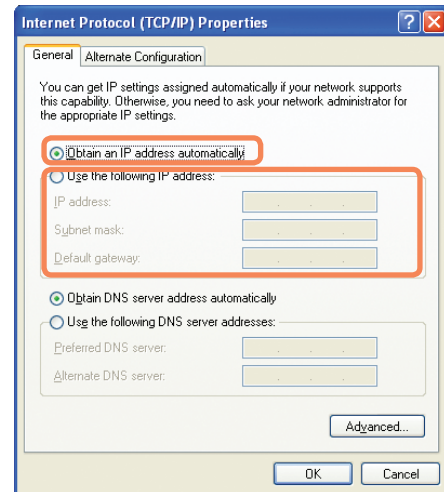 Internet Protocol (TCP/IP) Properties
General
Alternate Configuration
You can get IP settings assigned automatically if your network supports
this capability. Otherwise, you need to ask your network administrator for
the appropriate IP settings.
Obtain an IP address automatically
Use the following IP address:
IP address:
Subnet mask:
Default gateway:
Obtain DNS server address automatically
Use the following DNS server addresses:
Preferred DNS server:
Alternate DNS server:
Advanced...
OK
Cancel